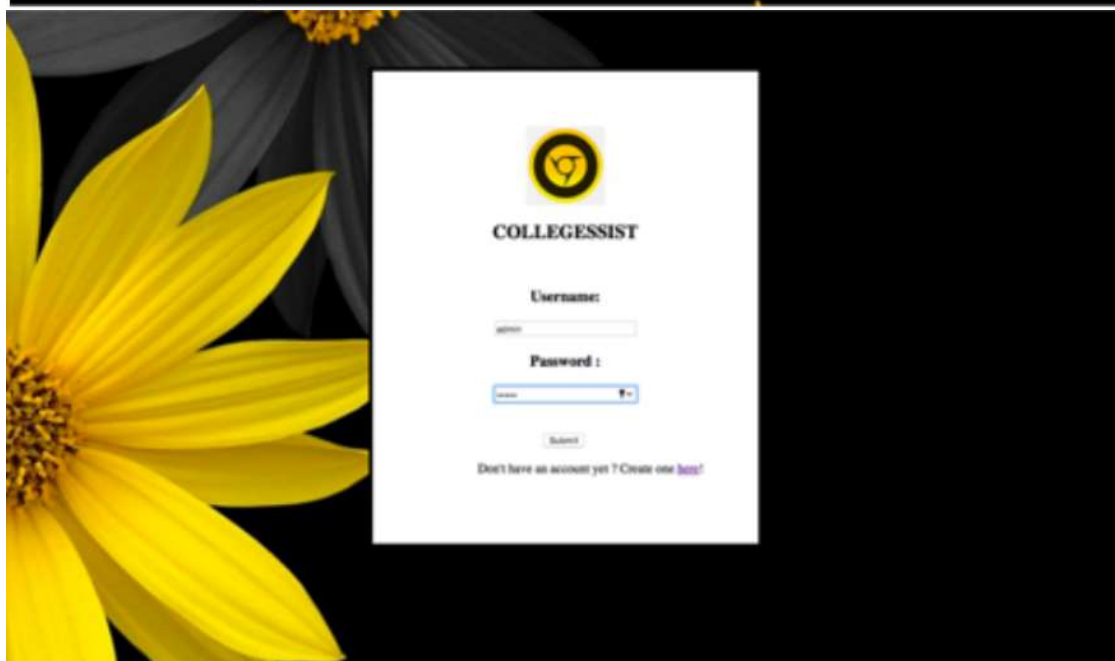 COLLEGESSIST
Username:
admin
Password :
Submit
Don't have an account yet ? Create one here!